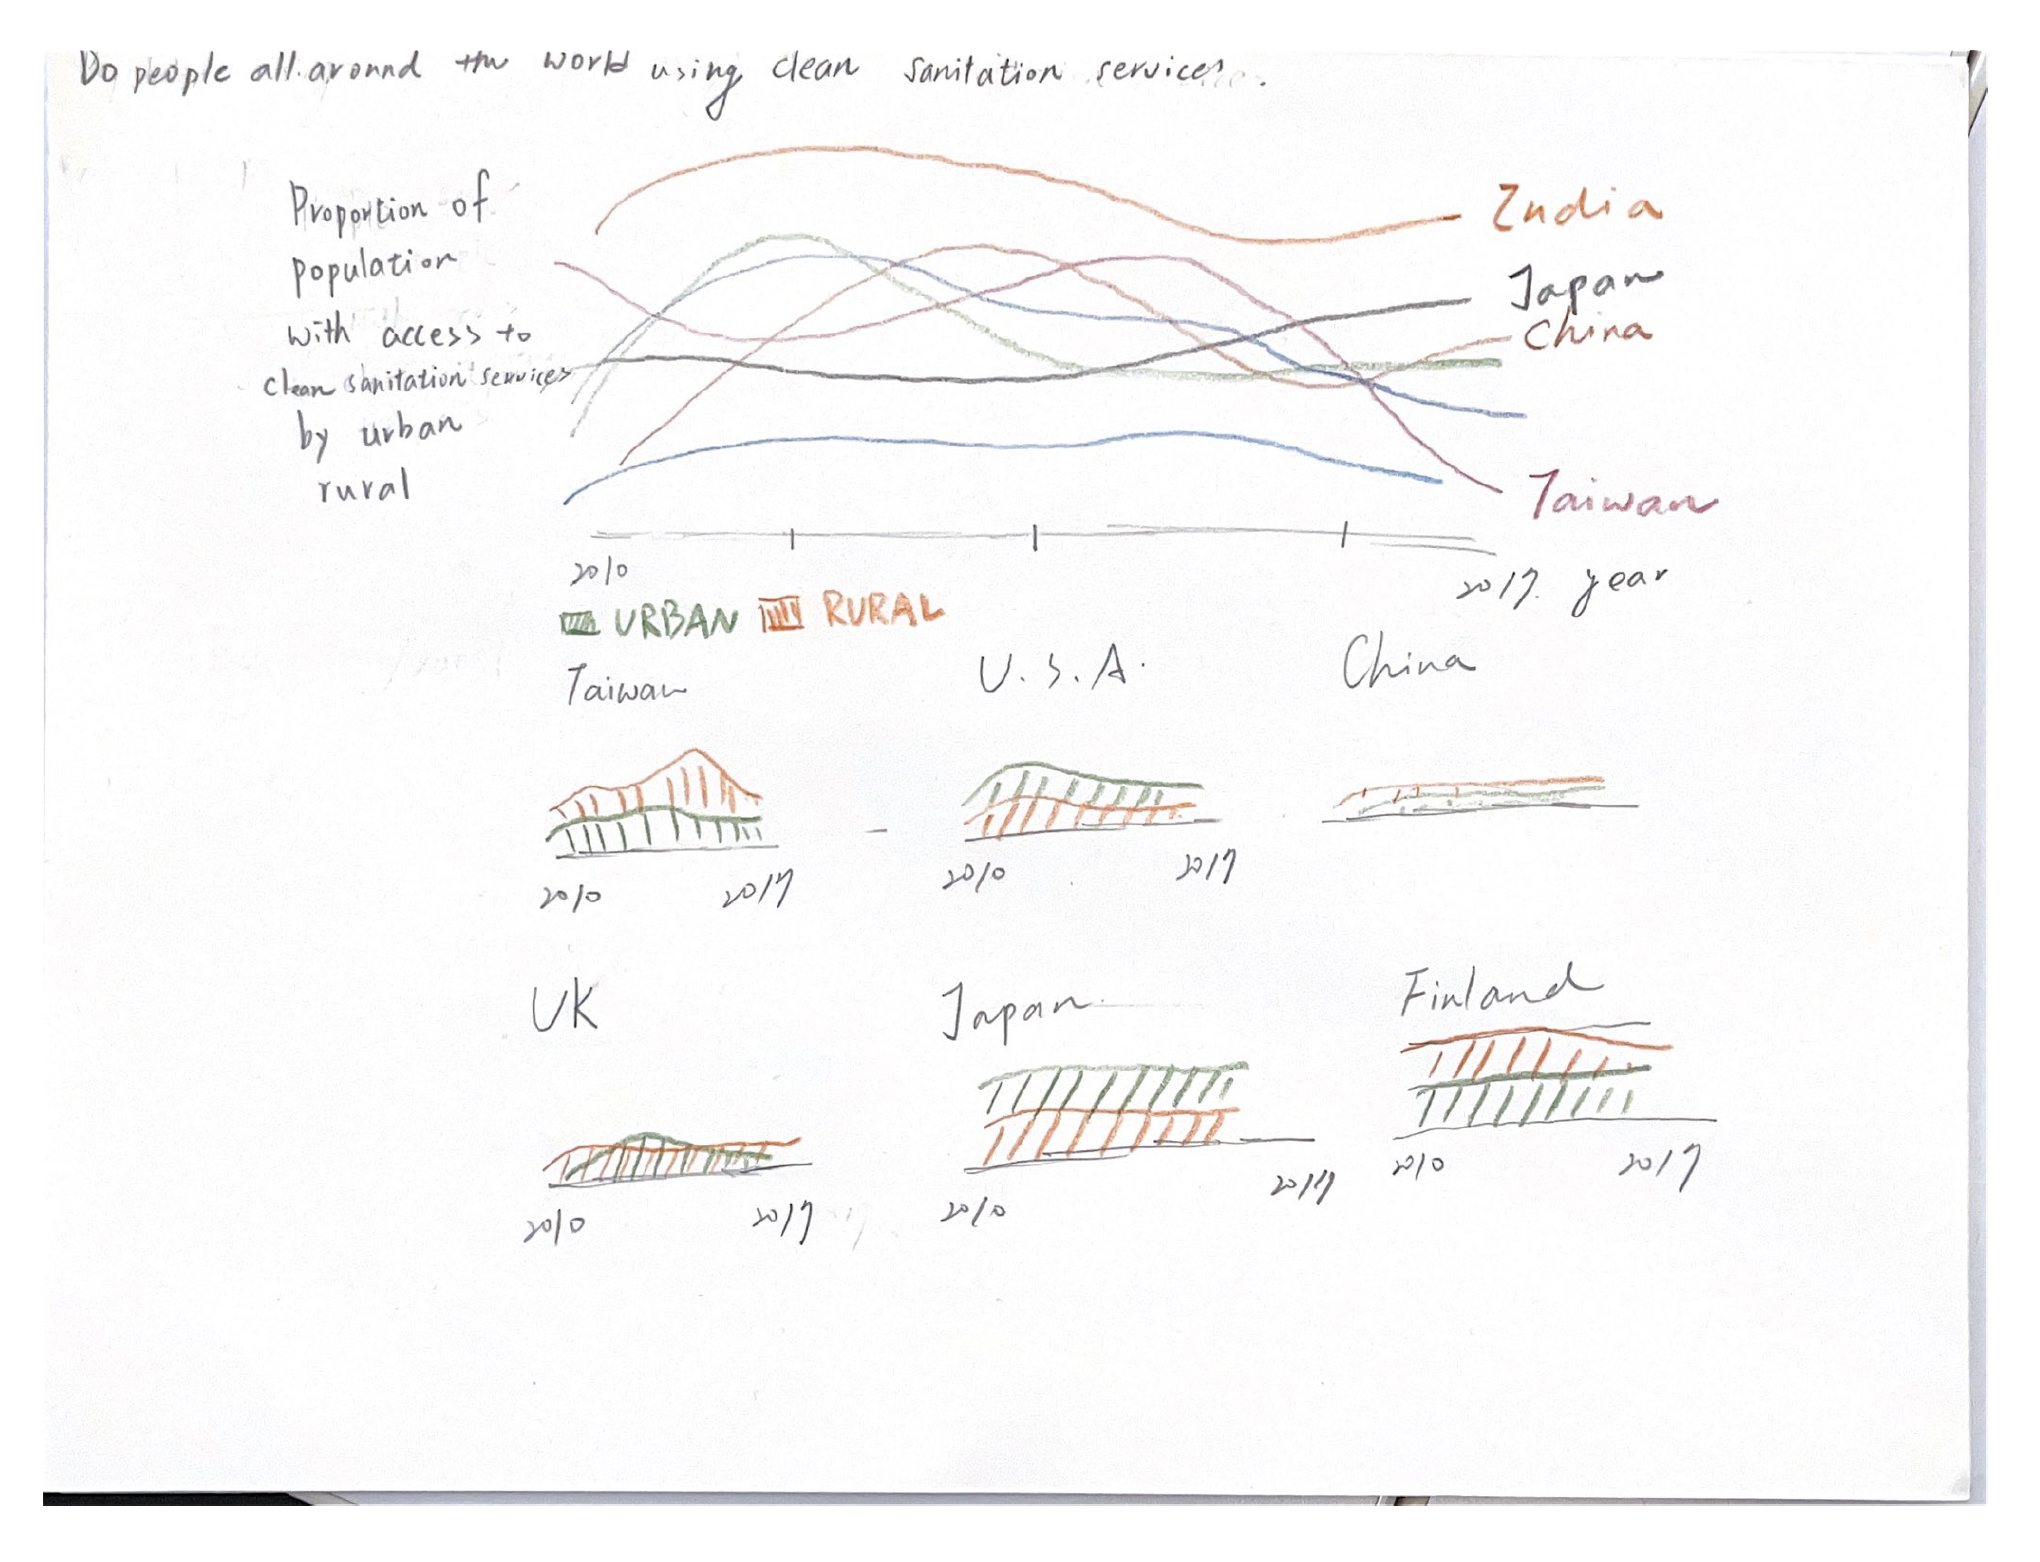 Do people all around the world using clean sanitation services.
Proportion of
population
with access to
clean sanitation services
by urban
rural
India
Japan
China
Taiwan
2010
2017. year
URBAN RURAL
Taiwan
U.S.A.
China
2010 2017
2010 2017
UK
Japan
Finland
2010 2017
2010 2017
2010 2017